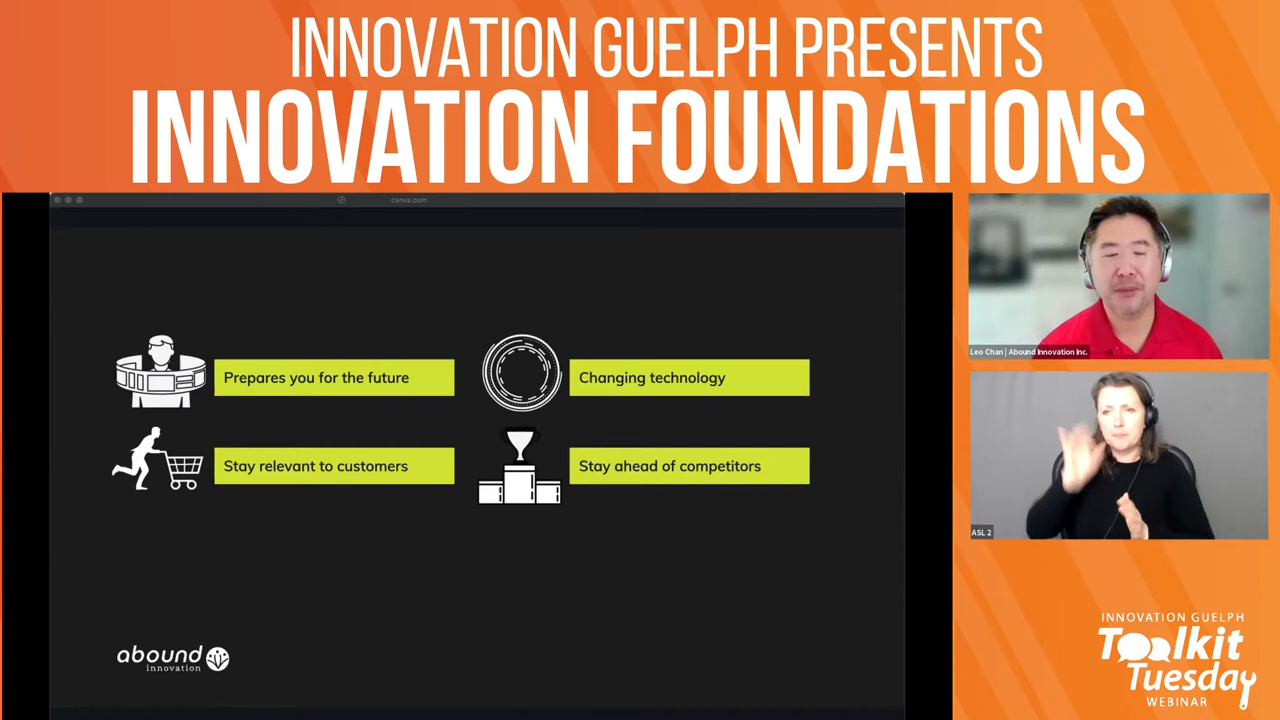 INNOVATION GUELPH PRESENTS
INNOVATION FOUNDATIONS
canva.com
Prepares you for the future
Changing technology
Stay relevant to customers
Stay ahead of competitors
abound
innovation
Leo Chan | Abound Innovation Inc.
ASL 2
INNOVATION GUELPH
Toolkit
Tuesday
WEBINAR